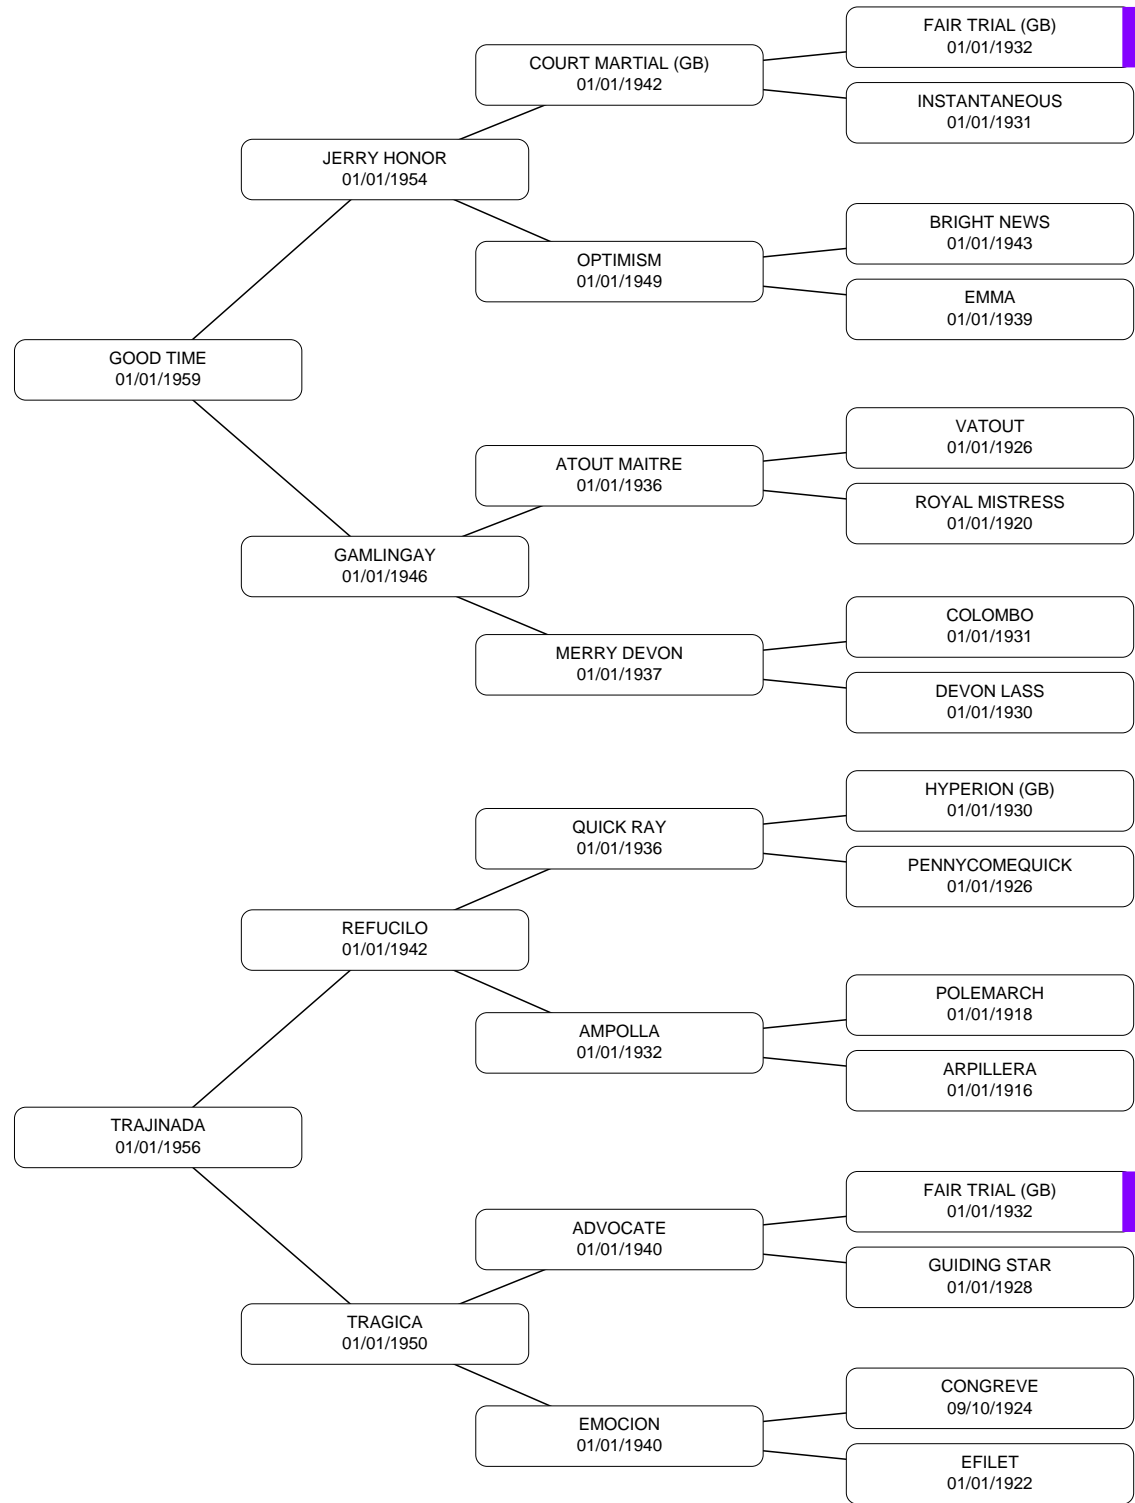 FAIR TRIAL (GB)
01/01/1932
COURT MARTIAL (GB)
01/01/1942
INSTANTANEOUS
01/01/1931
JERRY HONOR
01/01/1954
BRIGHT NEWS
01/01/1943
OPTIMISM
01/01/1949
EMMA
01/01/1939
GOOD TIME
01/01/1959
VATOUT
01/01/1926
ATOUT MAITRE
01/01/1936
ROYAL MISTRESS
01/01/1920
GAMLINGAY
01/01/1946
COLOMBO
01/01/1931
MERRY DEVON
01/01/1937
DEVON LASS
01/01/1930
HYPERION (GB)
01/01/1930
QUICK RAY
01/01/1936
PENNYCOMEQUICK
01/01/1926
REFUCILO
01/01/1942
POLEMARCH
01/01/1918
AMPOLLA
01/01/1932
ARPILLERA
01/01/1916
TRAJINADA
01/01/1956
FAIR TRIAL (GB)
01/01/1932
ADVOCATE
01/01/1940
GUIDING STAR
01/01/1928
TRAGICA
01/01/1950
CONGREVE
09/10/1924
EMOCION
01/01/1940
EFILET
01/01/1922